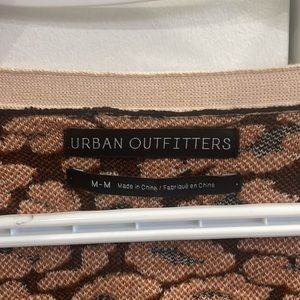 URBAN OUTFITTERS
M-M Made in China / Fabriqué en Chine